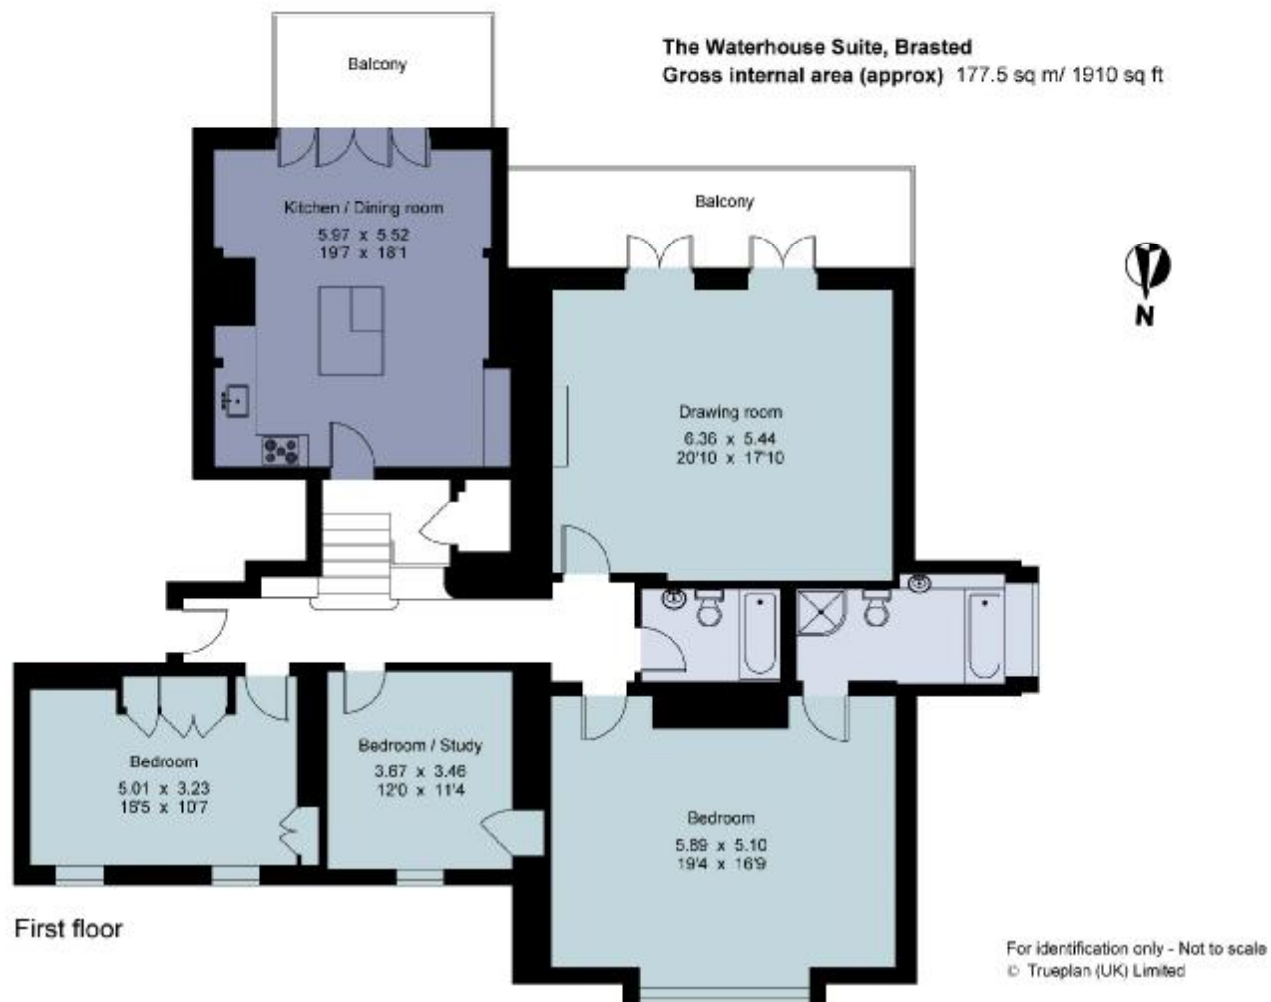 The Waterhouse Suite, Brasted
Gross internal area (approx) 177.5 sq m/ 1910 sq ft
Balcony
Kitchen / Dining room
5.97 x 5.52
19'7 x 18'1
Balcony
N
Drawing room
6.36 x 5.44
20'10 x 17'10
Bedroom
5.01 x 3.23
16'5 x 10'7
Bedroom / Study
3.67 x 3.46
12'0 x 11'4
Bedroom
5.89 x 5.10
19'4 x 16'9
First floor
For identification only - Not to scale
© Trueplan (UK) Limited